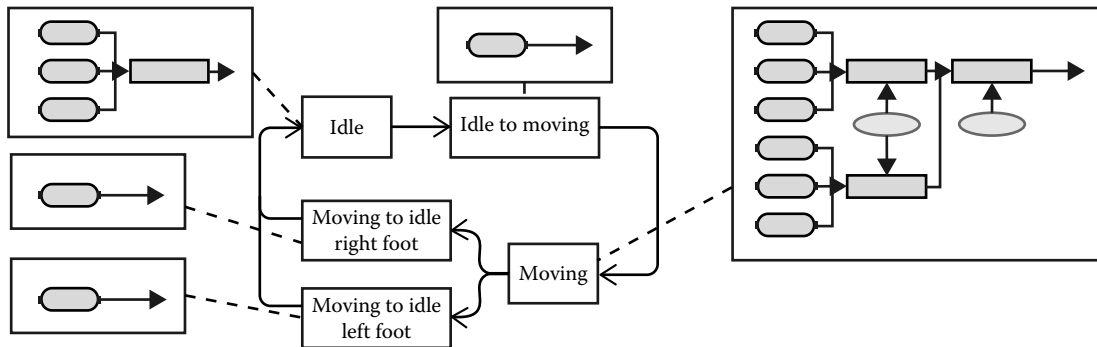 Idle
Idle to moving
Moving to idle
right foot
Moving
Moving to idle
left foot